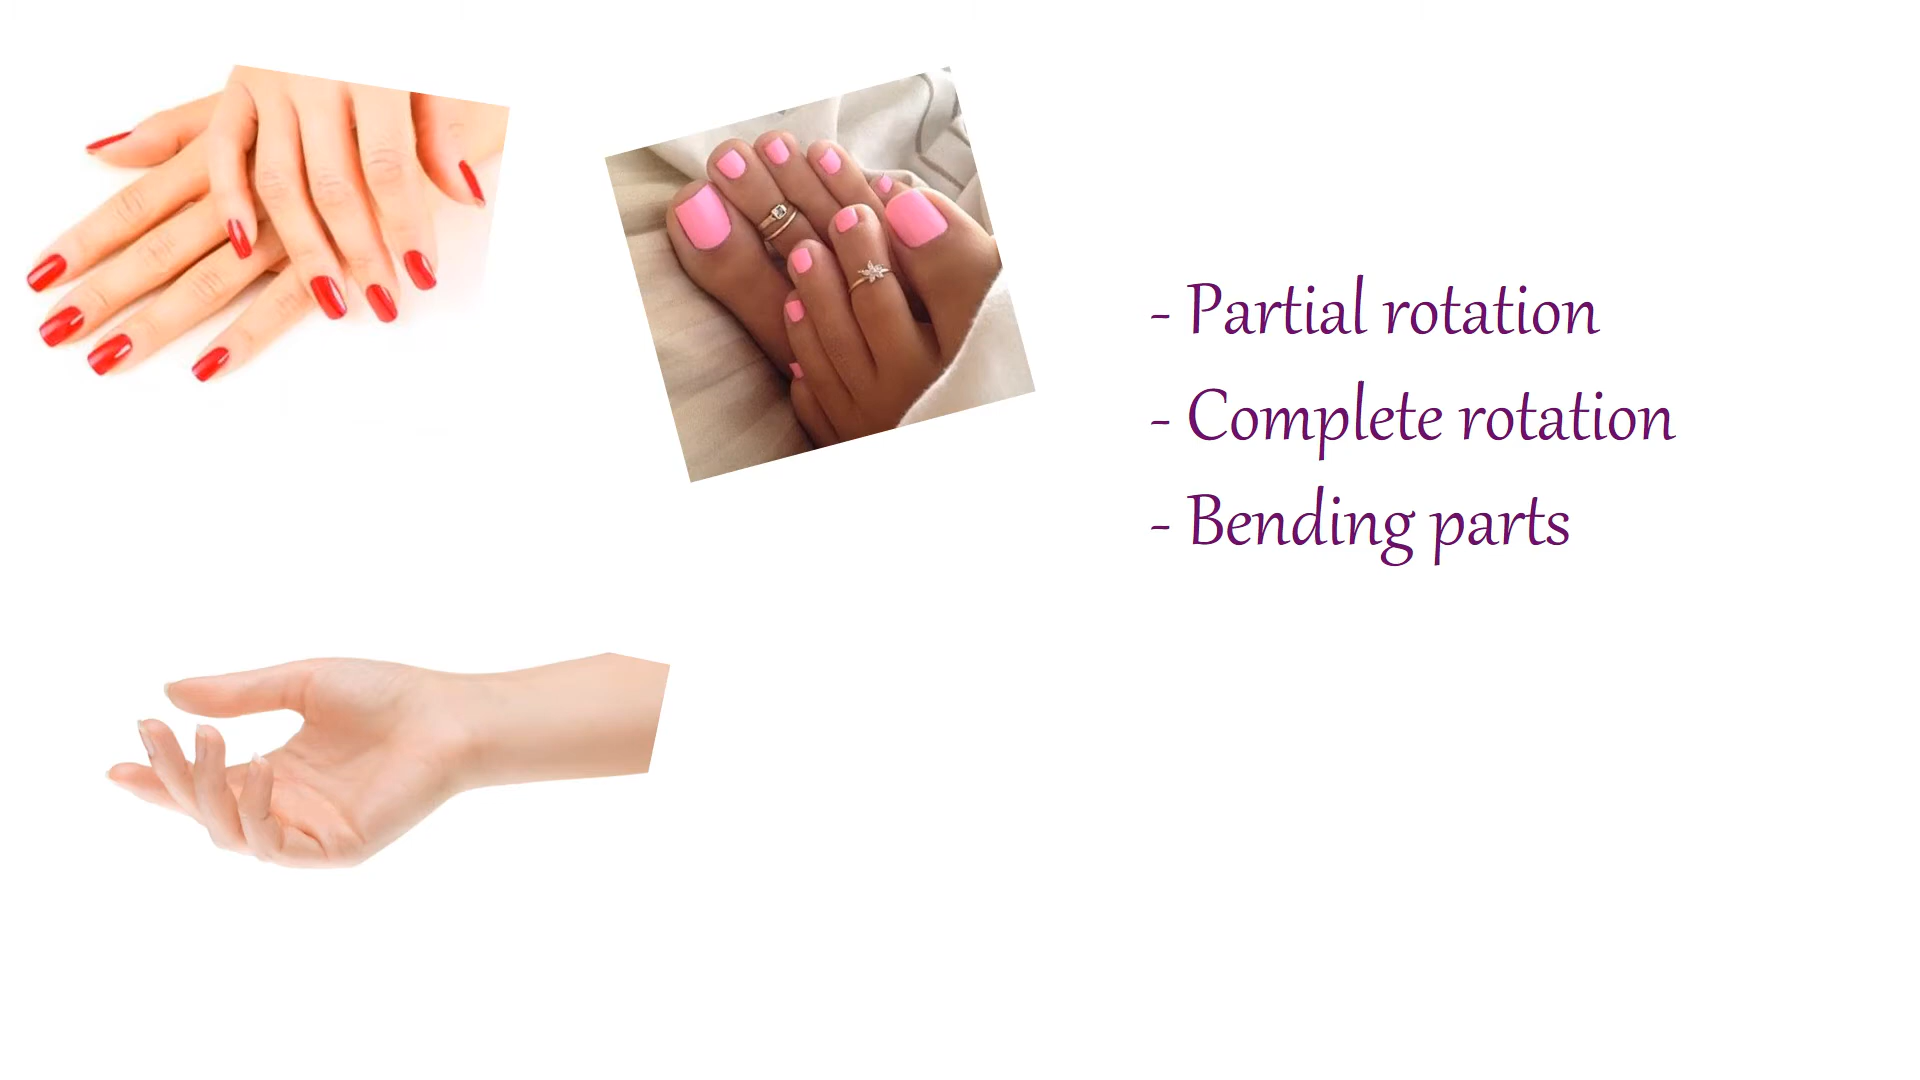 - Partial rotation
- Complete rotation
- Bending parts